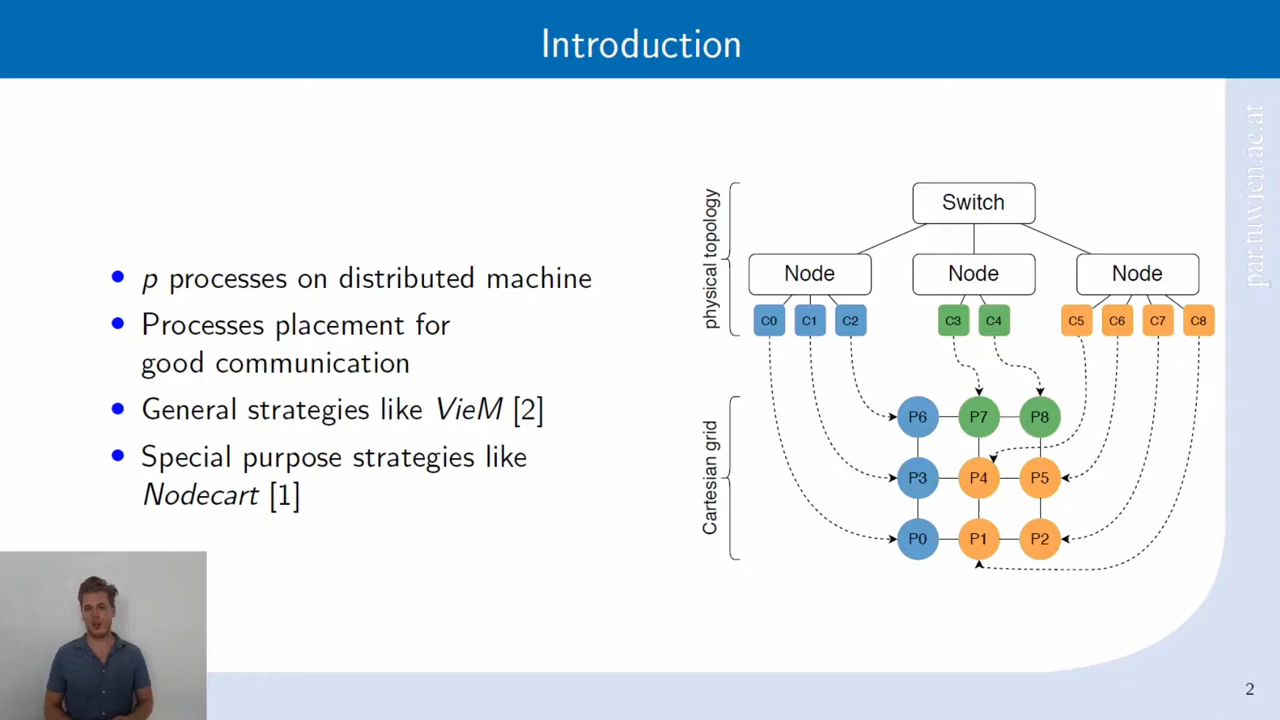 Introduction
p processes on distributed machine
Processes placement for
good communication
General strategies like VieM [2]
Special purpose strategies like
Nodecart [1]
physical topology
Switch
Node Node Node
C0 C1 C2 C3 C4 C5 C6 C7 C8
Cartesian grid
P6 P7 P8
P3 P4 P5
P0 P1 P2
par.tuwien.ac.at
2